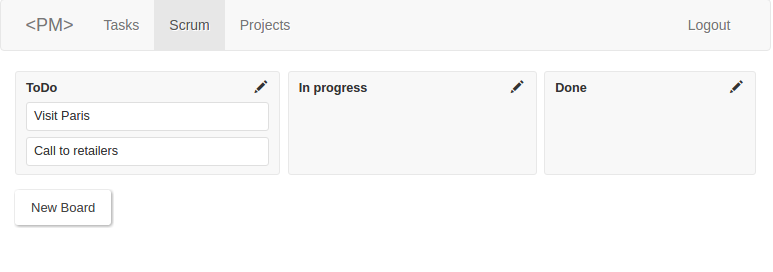 <PM> Tasks Scrum Projects Logout
ToDo
Visit Paris
Call to retailers
In progress
Done
New Board